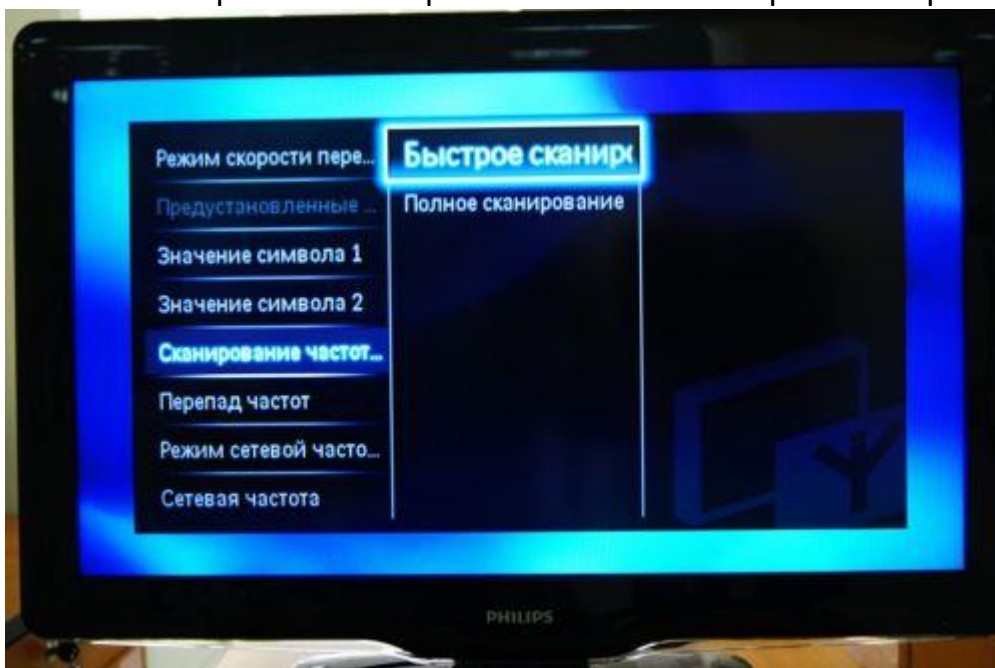 Режим скорости пере...
Предустановленные ...
Значение символа 1
Значение символа 2
Сканирование частот...
Перепад частот
Режим сетевой часто...
Сетевая частота
Быстрое сканиро
Полное сканирование
PHILIPS